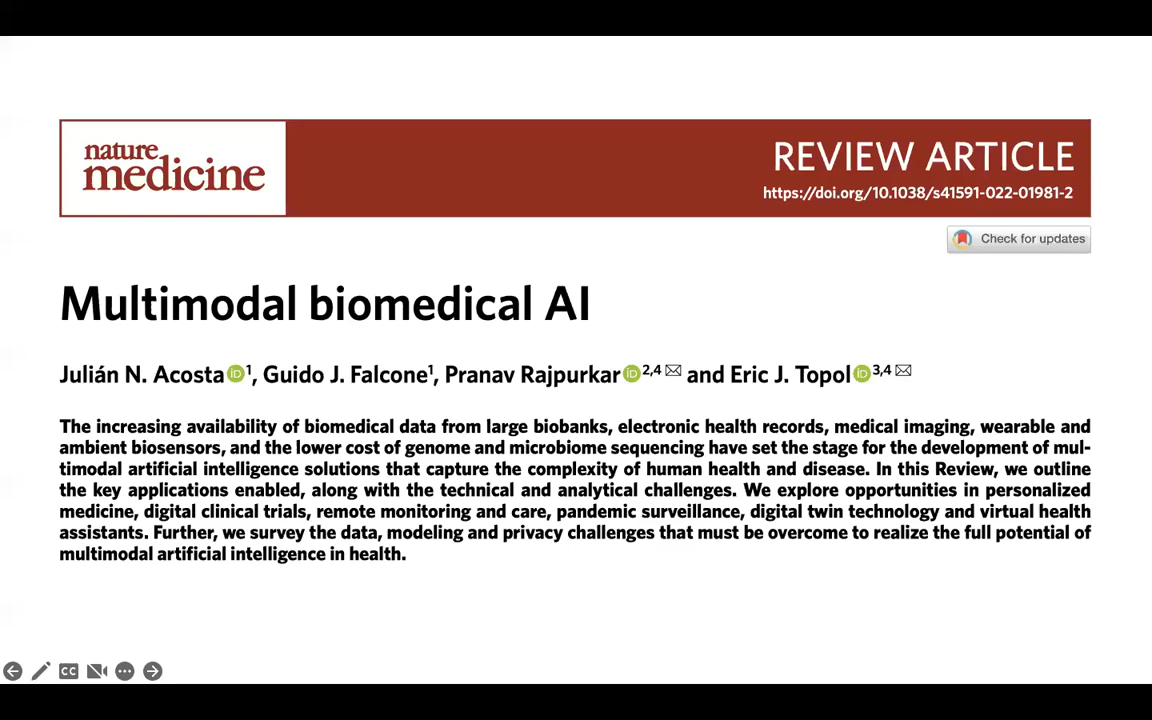 nature
medicine
REVIEW ARTICLE
https://doi.org/10.1038/s41591-022-01981-2
Check for updates
Multimodal biomedical AI
Julián N. Acosta iD 1, Guido J. Falcone1, Pranav Rajpurkar iD 2,4 ✉ and Eric J. Topol iD 3,4 ✉
The increasing availability of biomedical data from large biobanks, electronic health records, medical imaging, wearable and
ambient biosensors, and the lower cost of genome and microbiome sequencing have set the stage for the development of mul-
timodal artificial intelligence solutions that capture the complexity of human health and disease. In this Review, we outline
the key applications enabled, along with the technical and analytical challenges. We explore opportunities in personalized
medicine, digital clinical trials, remote monitoring and care, pandemic surveillance, digital twin technology and virtual health
assistants. Further, we survey the data, modeling and privacy challenges that must be overcome to realize the full potential of
multimodal artificial intelligence in health.
CC